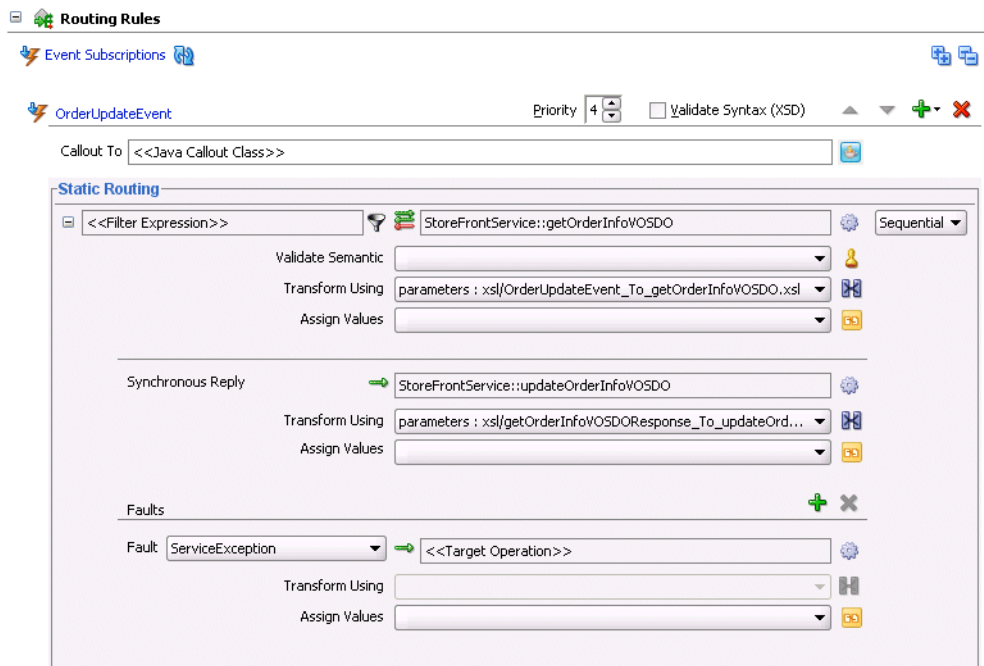 Routing Rules
Event Subscriptions
OrderUpdateEvent Priority 4 Validate Syntax (XSD)
Callout To <<Java Callout Class>>
Static Routing
<<Filter Expression>> StoreFrontService::getOrderInfoVOSDO Sequential
Validate Semantic
Transform Using parameters : xsl/OrderUpdateEvent_To_getOrderInfoVOSDO.xsl
Assign Values
Synchronous Reply StoreFrontService::updateOrderInfoVOSDO
Transform Using parameters : xsl/getOrderInfoVOSDOResponse_To_updateOrd...
Assign Values
Faults
Fault ServiceException <<Target Operation>>
Transform Using
Assign Values